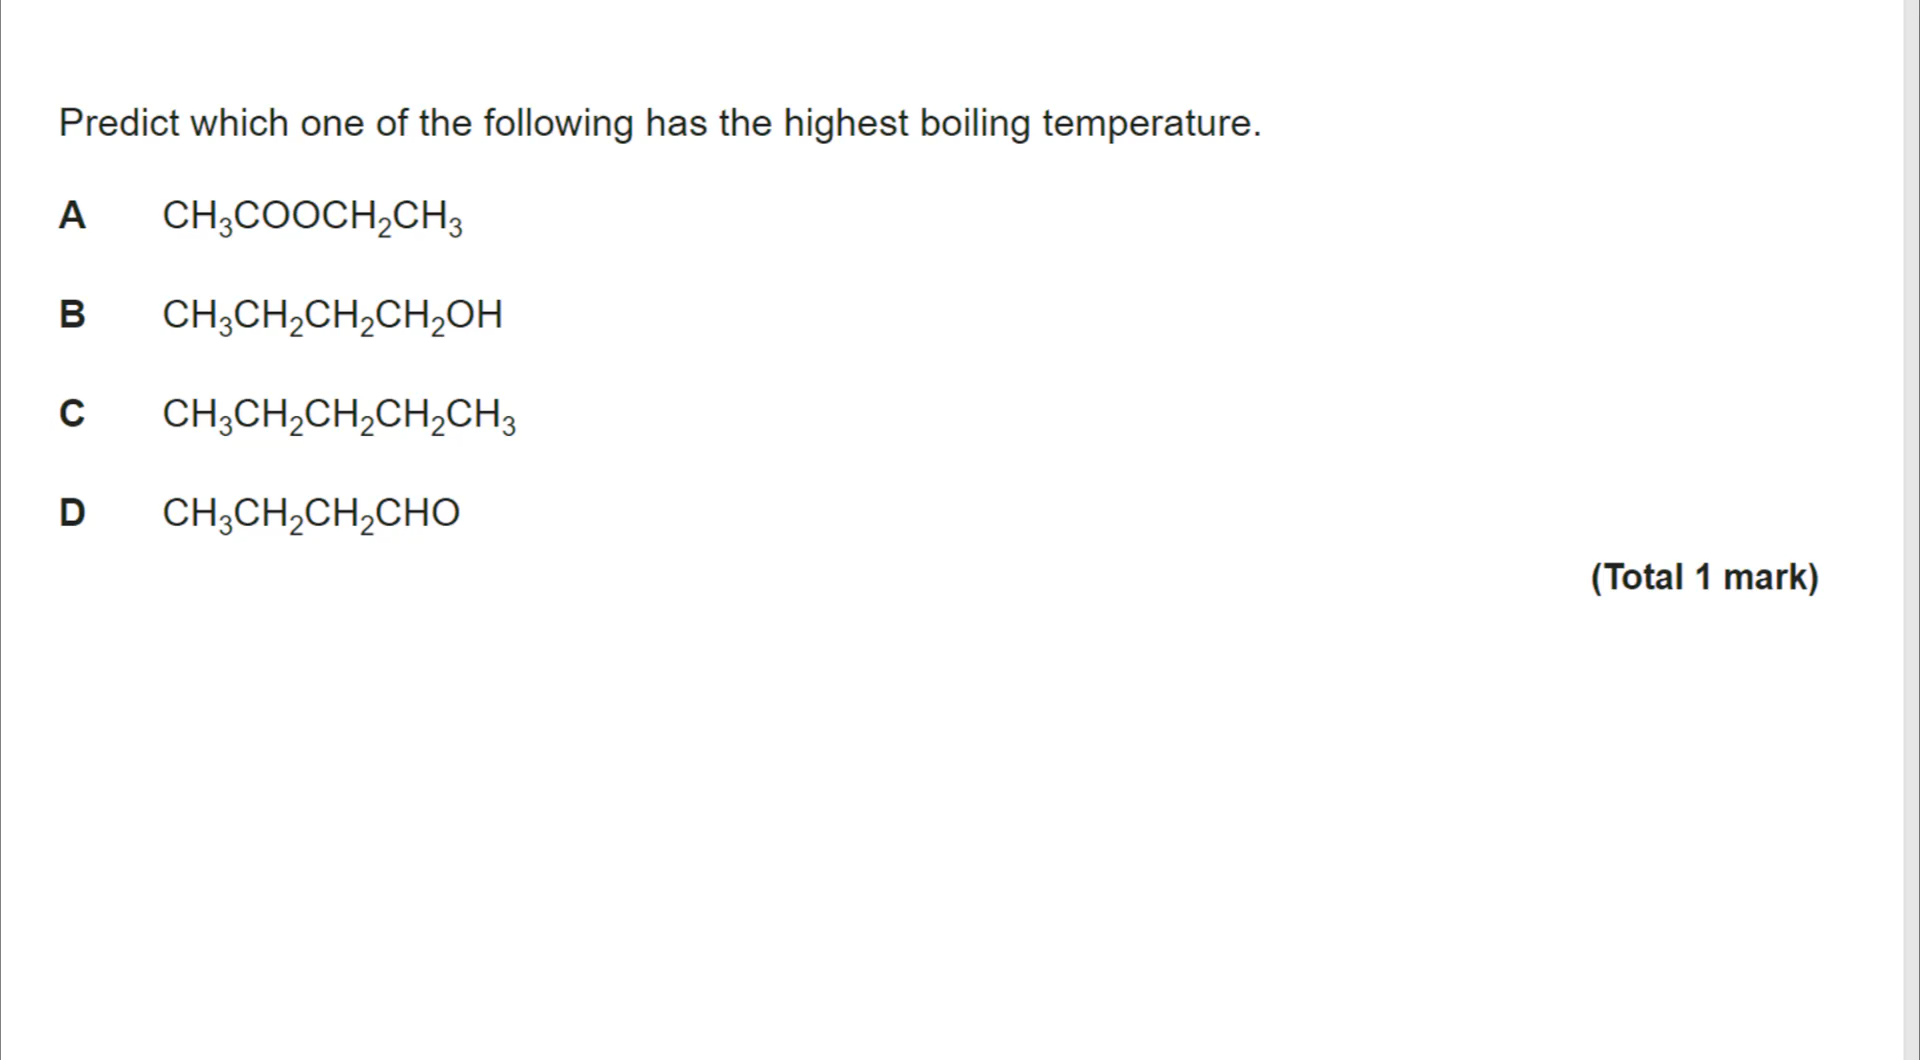 Predict which one of the following has the highest boiling temperature.
A CH₃COOCH₂CH₃
B CH₃CH₂CH₂CH₂OH
C CH₃CH₂CH₂CH₂CH₃
D CH₃CH₂CH₂CHO
(Total 1 mark)